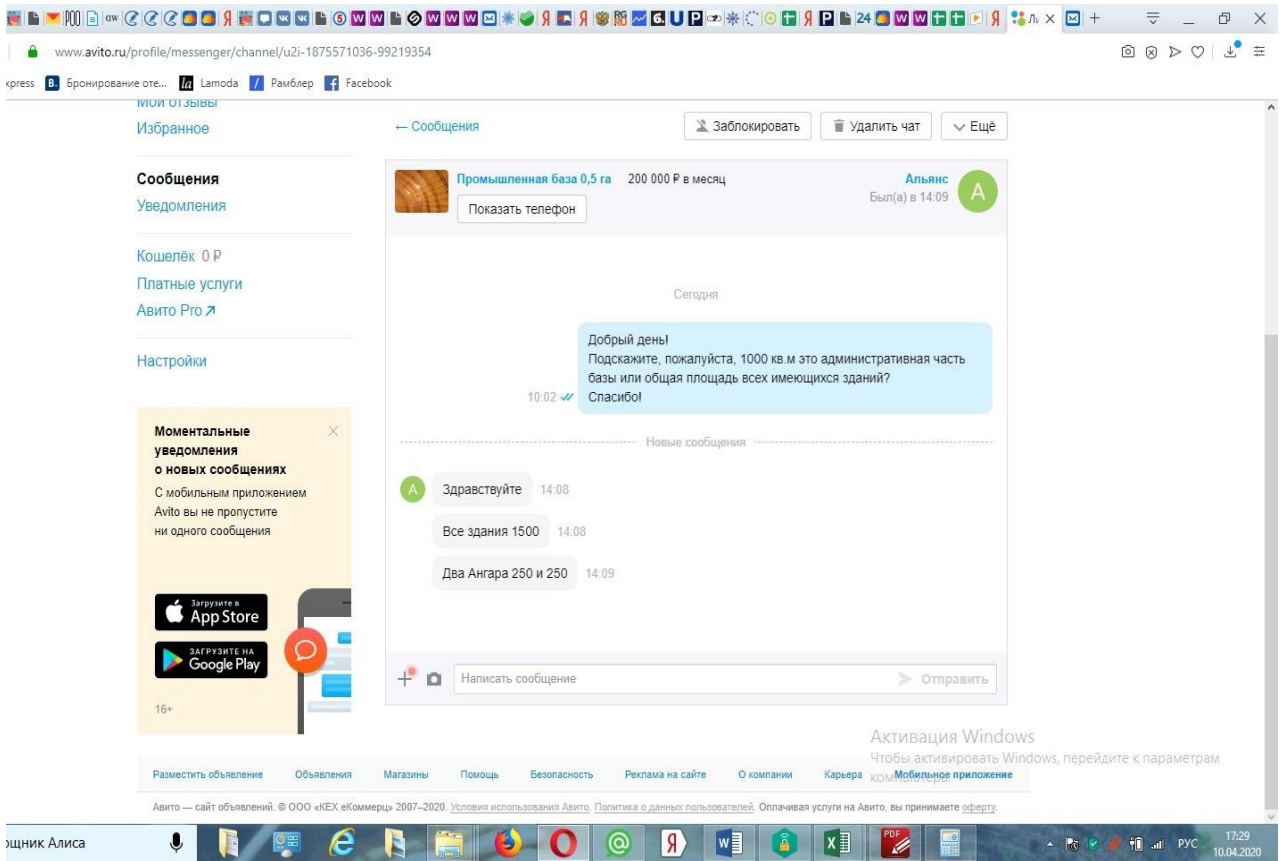 www.avito.ru/profile/messenger/channel/u2i-1875571036-99219354
xpress Бронирование оте... Lamoda Рамблер Facebook
Мои отзывы
Избранное
← Сообщения
Заблокировать
Удалить чат
Ещё
Сообщения
Уведомления
Кошелёк 0 ₽
Платные услуги
Авито Pro
Настройки
Промышленная база 0,5 га 200 000 ₽ в месяц
Показать телефон
Альянс
Был(а) в 14:09
А
Сегодня
Добрый день!
Подскажите, пожалуйста, 1000 кв.м это административная часть
базы или общая площадь всех имеющихся зданий?
Спасибо!
10:02
Новые сообщения
А
Здравствуйте 14:08
Все здания 1500 14:08
Два Ангара 250 и 250 14:09
Написать сообщение
Отправить
Моментальные
уведомления
о новых сообщениях
С мобильным приложением
Avito вы не пропустите
ни одного сообщения
Загрузите в
App Store
ЗАГРУЗИТЕ НА
Google Play
16+
Активация Windows
Чтобы активировать Windows, перейдите к параметрам
компьютера.
Разместить объявление Объявления Магазины Помощь Безопасность Реклама на сайте О компании Карьера Мобильное приложение
Авито — сайт объявлений. © ООО «КЕХ еКоммерц» 2007–2020. Условия использования Авито. Политика о данных пользователей. Оплачивая услуги на Авито, вы принимаете оферту.
ощник Алиса
РУС
17:29
10.04.2020